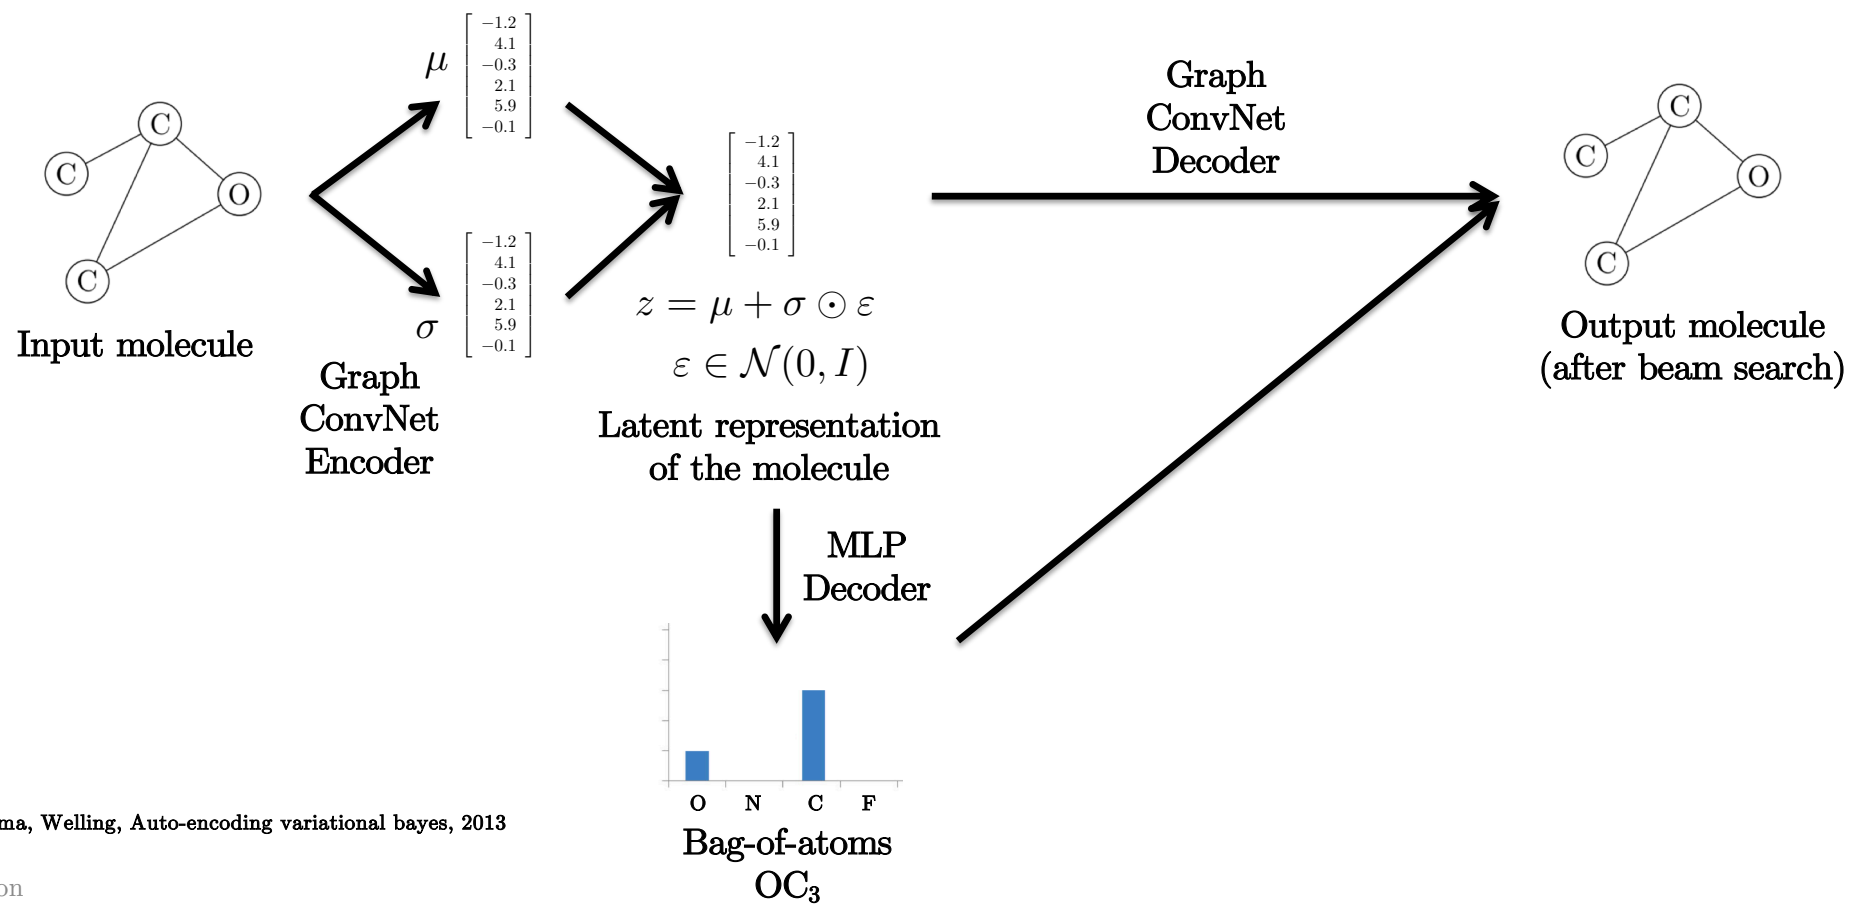 C
C
O
C
Input molecule
μ
−1.2
4.1
−0.3
2.1
5.9
−0.1
σ
−1.2
4.1
−0.3
2.1
5.9
−0.1
Graph
ConvNet
Encoder
−1.2
4.1
−0.3
2.1
5.9
−0.1
z = μ + σ ⊙ ε
ε ∈ 𝒩(0, I)
Latent representation
of the molecule
MLP
Decoder
O N C F
Bag-of-atoms
OC₃
Graph
ConvNet
Decoder
C
C
O
C
Output molecule
(after beam search)
Welling, Auto-encoding variational bayes, 2013